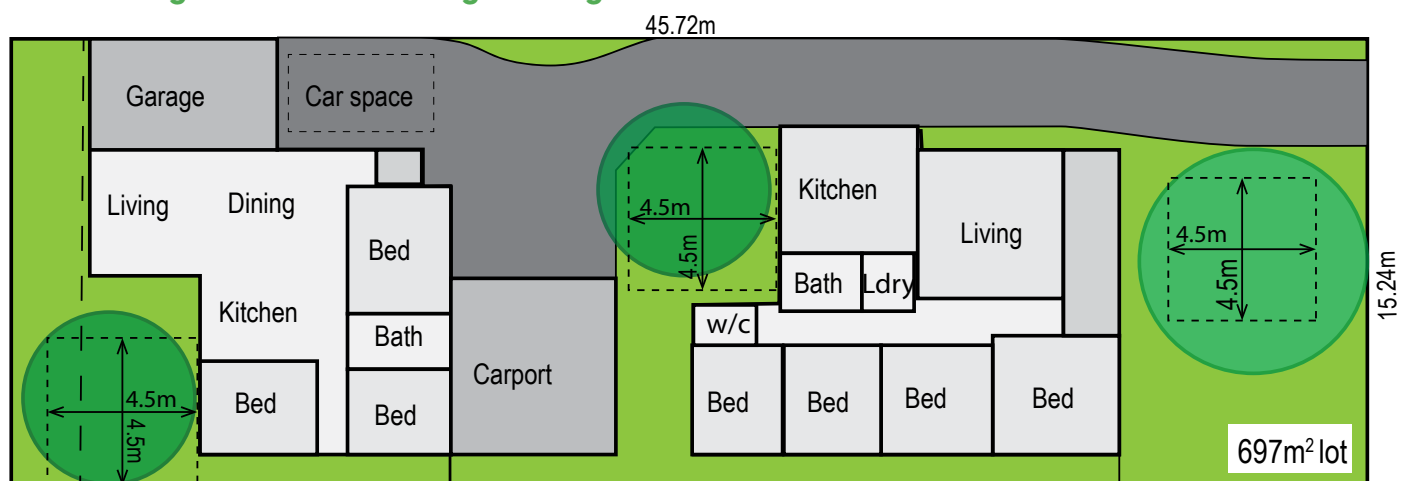 45.72m
Garage
Car space
Living
Dining
Bed
Kitchen
Bath
Bed
Bed
Carport
4.5m
4.5m
4.5m
4.5m
Kitchen
Living
Bath
Ldry
w/c
Bed
Bed
Bed
Bed
4.5m
4.5m
15.24m
697m² lot